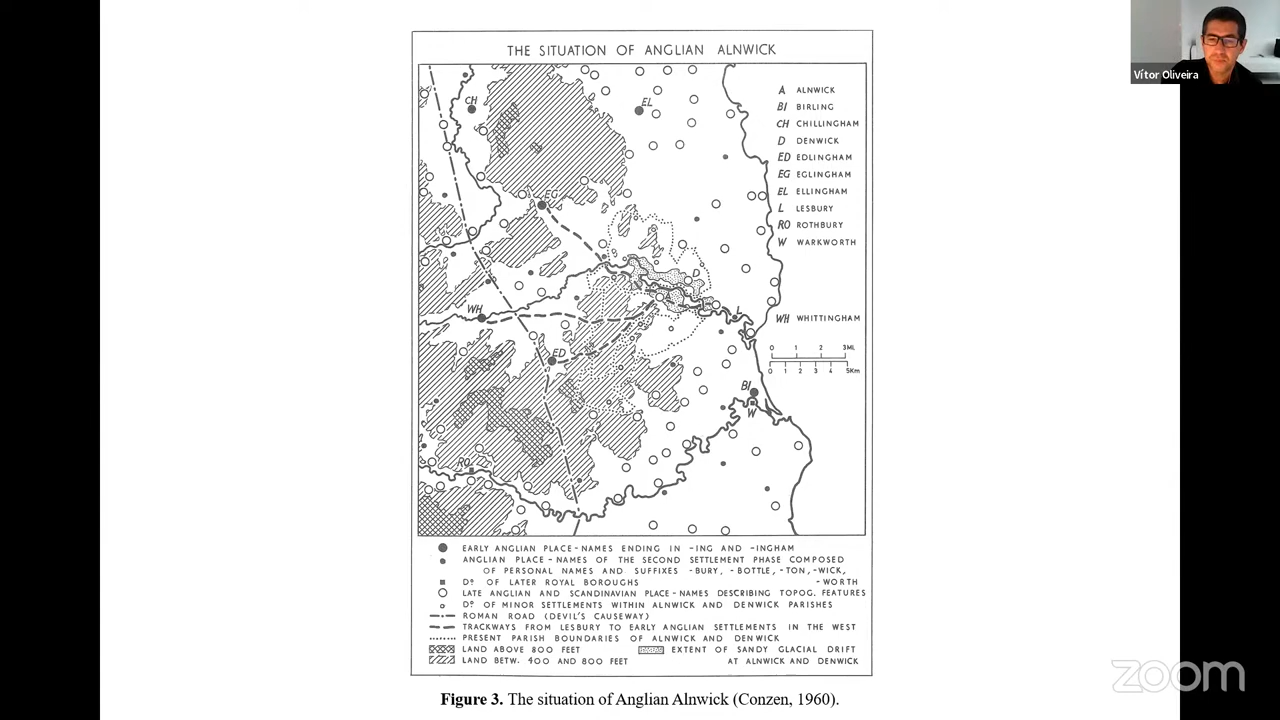 THE SITUATION OF ANGLIAN ALNWICK
Vítor Oliveira
CH
EL
EG
WH
ED
D
A
L
BI
W
RO
A ALNWICK
BI BIRLING
CH CHILLINGHAM
D DENWICK
ED EDLINGHAM
EG EGLINGHAM
EL ELLINGHAM
L LESBURY
RO ROTHBURY
W WARKWORTH
WH WHITTINGHAM
0 1 2 3ML
0 1 2 3 4 5Km
EARLY ANGLIAN PLACE-NAMES ENDING IN -ING AND -INGHAM
ANGLIAN PLACE-NAMES OF THE SECOND SETTLEMENT PHASE COMPOSED
OF PERSONAL NAMES AND SUFFIXES -BURY, -BOTTLE, -TON, -WICK,
Dº OF LATER ROYAL BOROUGHS -WORTH
LATE ANGLIAN AND SCANDINAVIAN PLACE-NAMES DESCRIBING TOPOG. FEATURES
Dº OF MINOR SETTLEMENTS WITHIN ALNWICK AND DENWICK PARISHES
ROMAN ROAD (DEVIL'S CAUSEWAY)
TRACKWAYS FROM LESBURY TO EARLY ANGLIAN SETTLEMENTS IN THE WEST
PRESENT PARISH BOUNDARIES OF ALNWICK AND DENWICK
LAND ABOVE 800 FEET EXTENT OF SANDY GLACIAL DRIFT
LAND BETW. 400 AND 800 FEET AT ALNWICK AND DENWICK
zoom
Figure 3. The situation of Anglian Alnwick (Conzen, 1960).